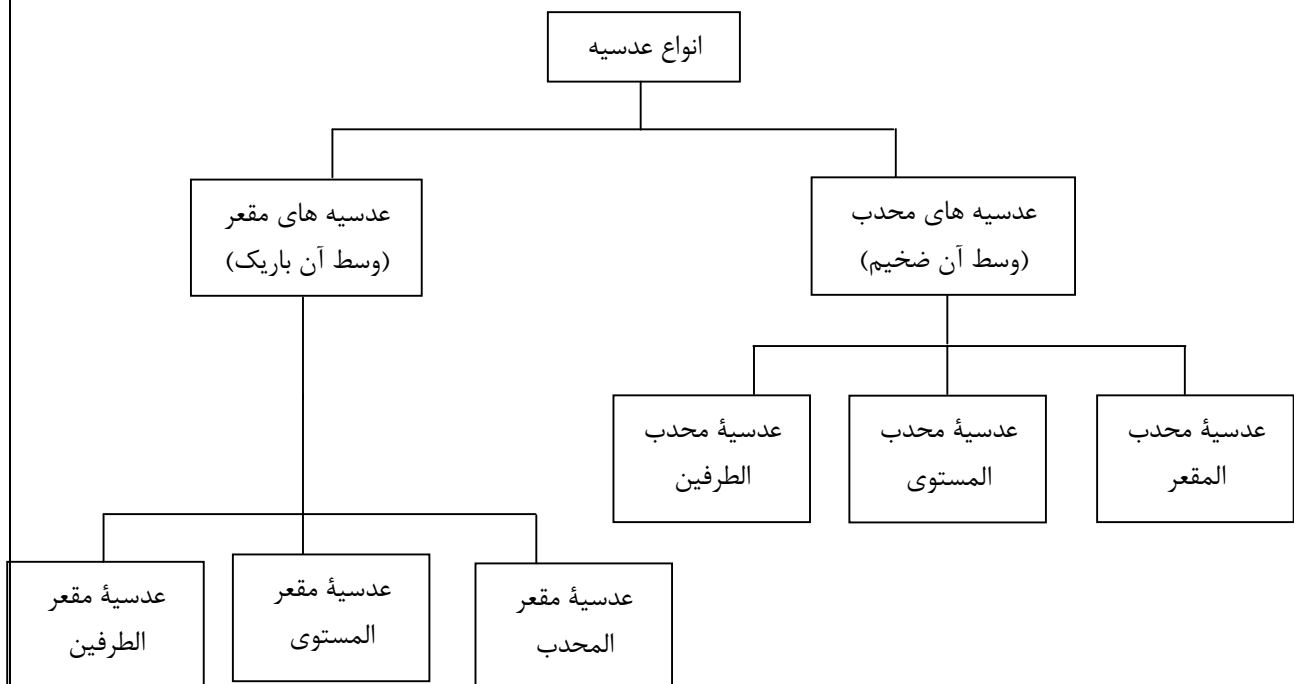 انواع عدسیه
عدسیه های محدب
(وسط آن ضخیم)
عدسیه های مقعر
(وسط آن باریک)
عدسیۀ محدب
المقعر
عدسیۀ محدب
المستوی
عدسیۀ محدب
الطرفین
عدسیۀ مقعر
المحدب
عدسیۀ مقعر
المستوی
عدسیۀ مقعر
الطرفین